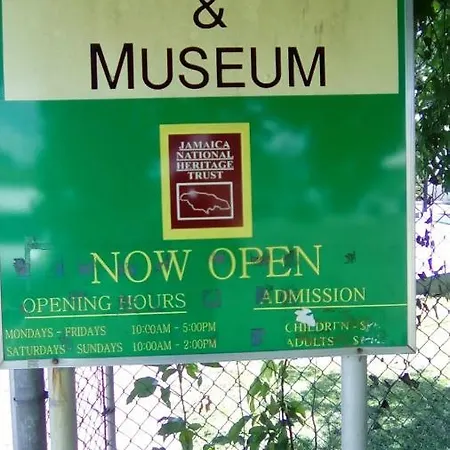 &
MUSEUM
JAMAICA
NATIONAL
HERITAGE
TRUST
NOW OPEN
OPENING HOURS
ADMISSION
MONDAYS - FRIDAYS 10:00AM - 5:00PM
CHILDREN - $
SATURDAYS - SUNDAYS 10:00AM - 2:00PM
ADULTS - $